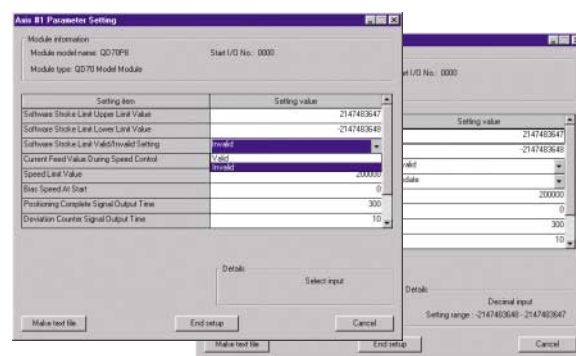 Axis #1 Parameter Setting
Module information
Module model name: QD70P8
Start I/O No.: 0000
Module type: QD70 Model Module
Setting item
Setting value
Software Stroke Limit Upper Limit Value
2147483647
Software Stroke Limit Lower Limit Value
-2147483648
Software Stroke Limit Valid/Invalid Setting
Invalid
Valid
Invalid
Current Feed Value During Speed Control
Speed Limit Value
200000
Bias Speed At Start
0
Positioning Complete Signal Output Time
300
Deviation Counter Signal Output Time
10
Details
Select input
Make text file
End setup
Cancel
I/O No.: 0000
Setting value
2147483647
-2147483648
200000
0
300
10
Details
Decimal input
Setting range : -2147483648 - 2147483647
Make text file
End setup
Cancel